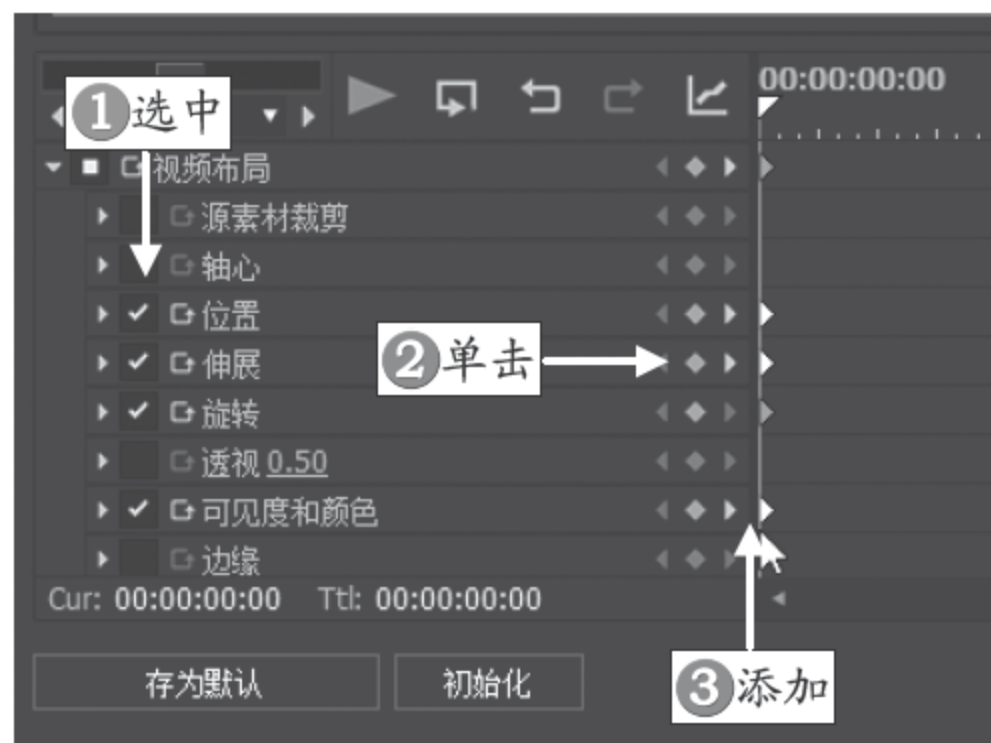 00:00:00:00
1选中
视频布局
源素材裁剪
轴心
位置
2单击
伸展
旋转
透视 0.50
可见度和颜色
边缘
Cur: 00:00:00:00 Ttl: 00:00:00:00
存为默认 初始化
3添加